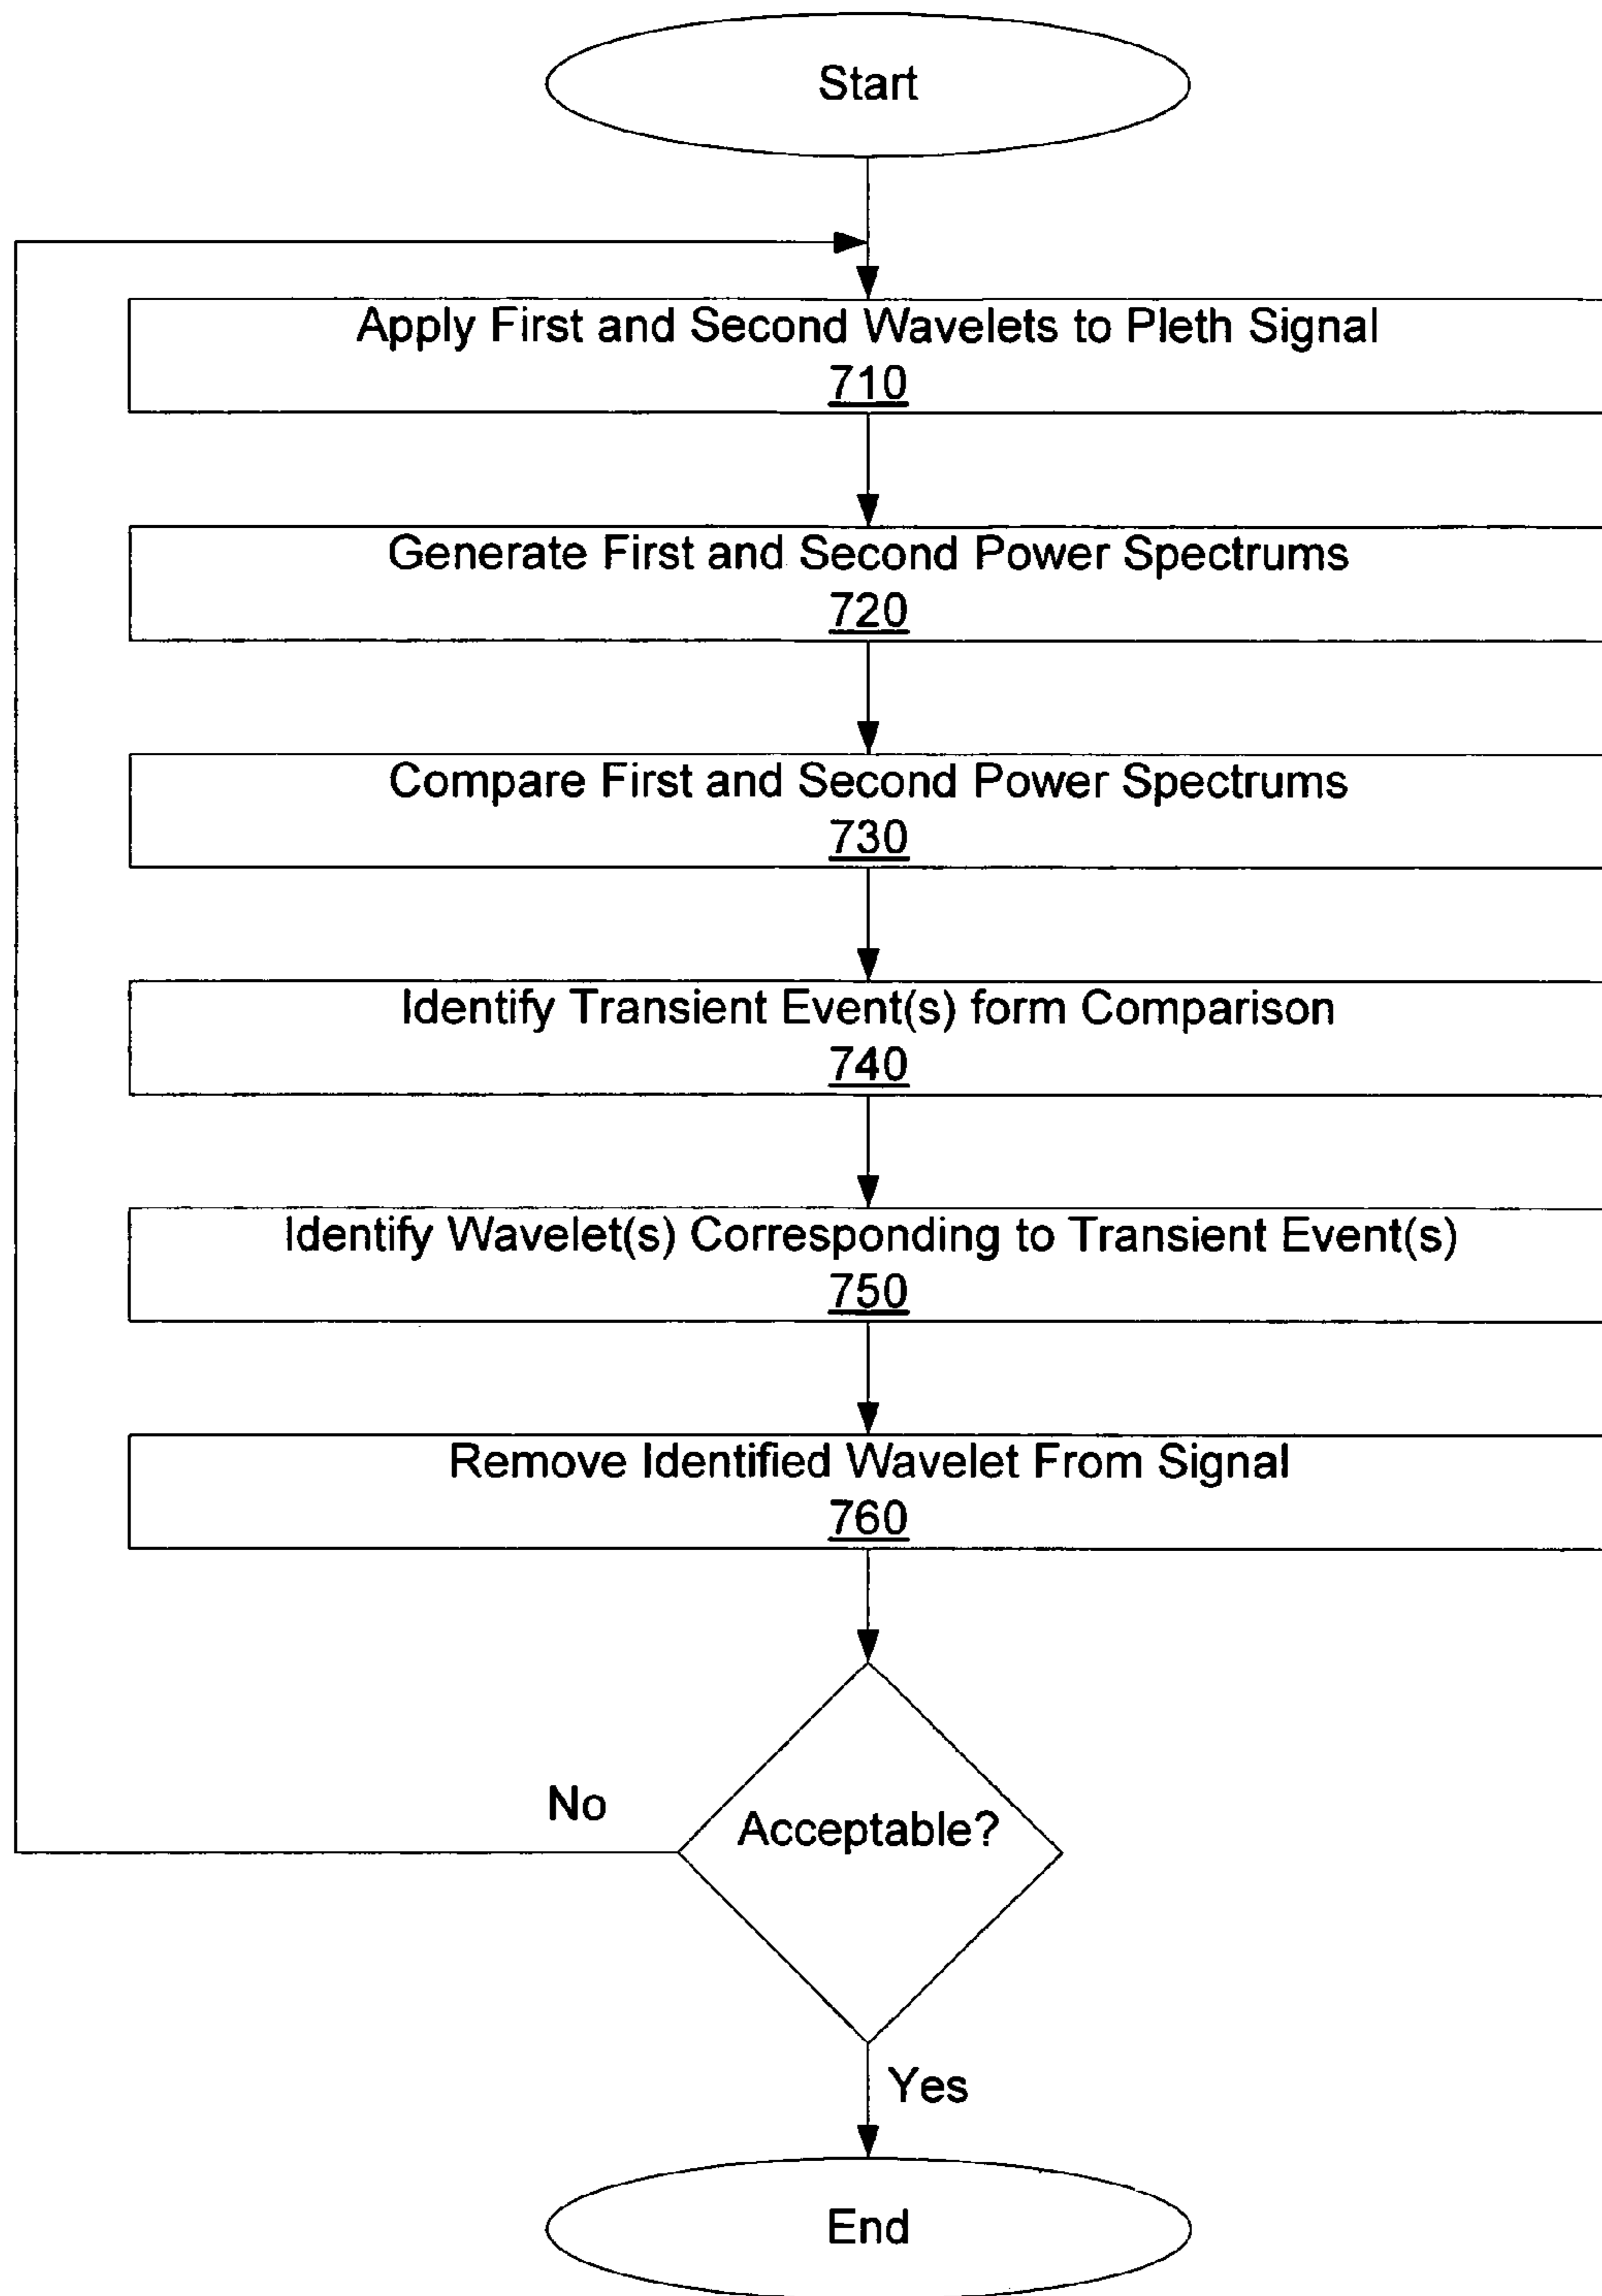 Start
Apply First and Second Wavelets to Pleth Signal
710
Generate First and Second Power Spectrums
720
Compare First and Second Power Spectrums
730
Identify Transient Event(s) form Comparison
740
Identify Wavelet(s) Corresponding to Transient Event(s)
750
Remove Identified Wavelet From Signal
760
No
Acceptable?
Yes
End